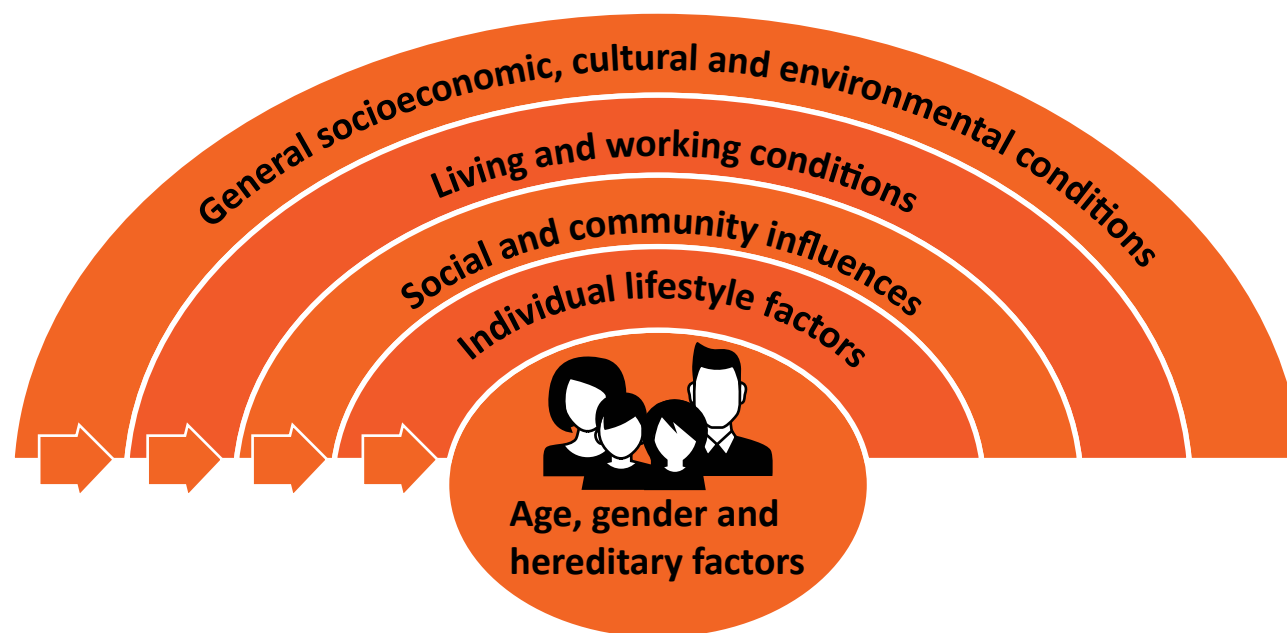 General socioeconomic, cultural and environmental conditions
Living and working conditions
Social and community influences
Individual lifestyle factors
Age, gender and
hereditary factors